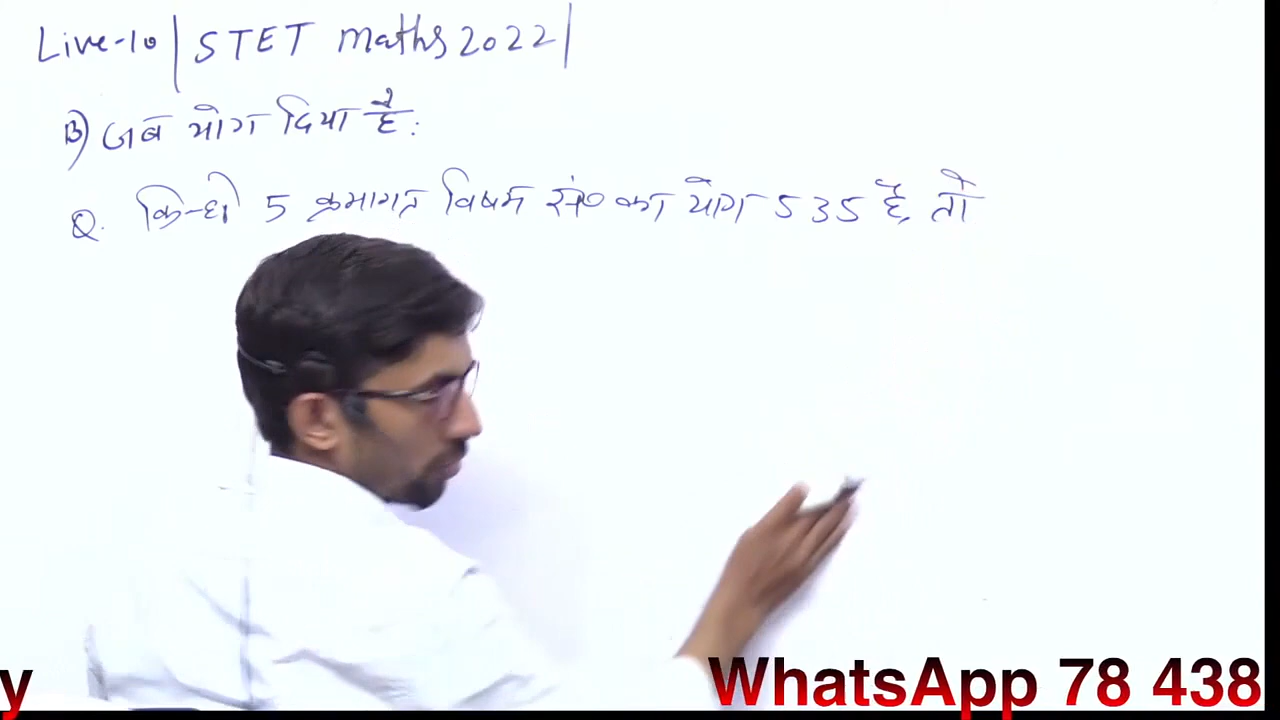 Live-10 | STET maths 2022 |
B) जब योग दिया है:
Q. किन्ही 5 क्रमागत विषम सं० का योग 535 है, तो
y WhatsApp 78 438